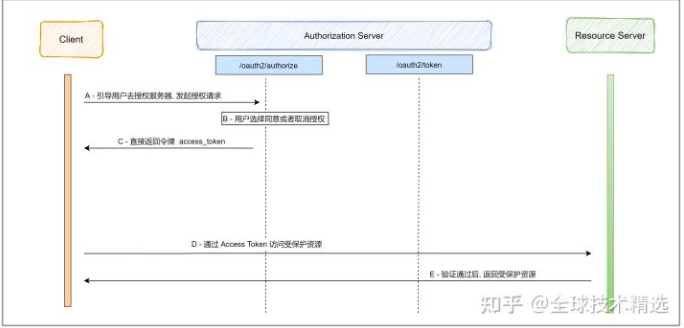 Client
Authorization Server
Resource Server
/oauth2/authorize
/oauth2/token
A - 引导用户去授权服务器, 发起授权请求
B - 用户选择同意或者取消授权
C - 直接返回令牌 access_token
D - 通过 Access Token 访问受保护资源
E - 验证通过后, 返回受保护资源
知乎 @全球技术精选